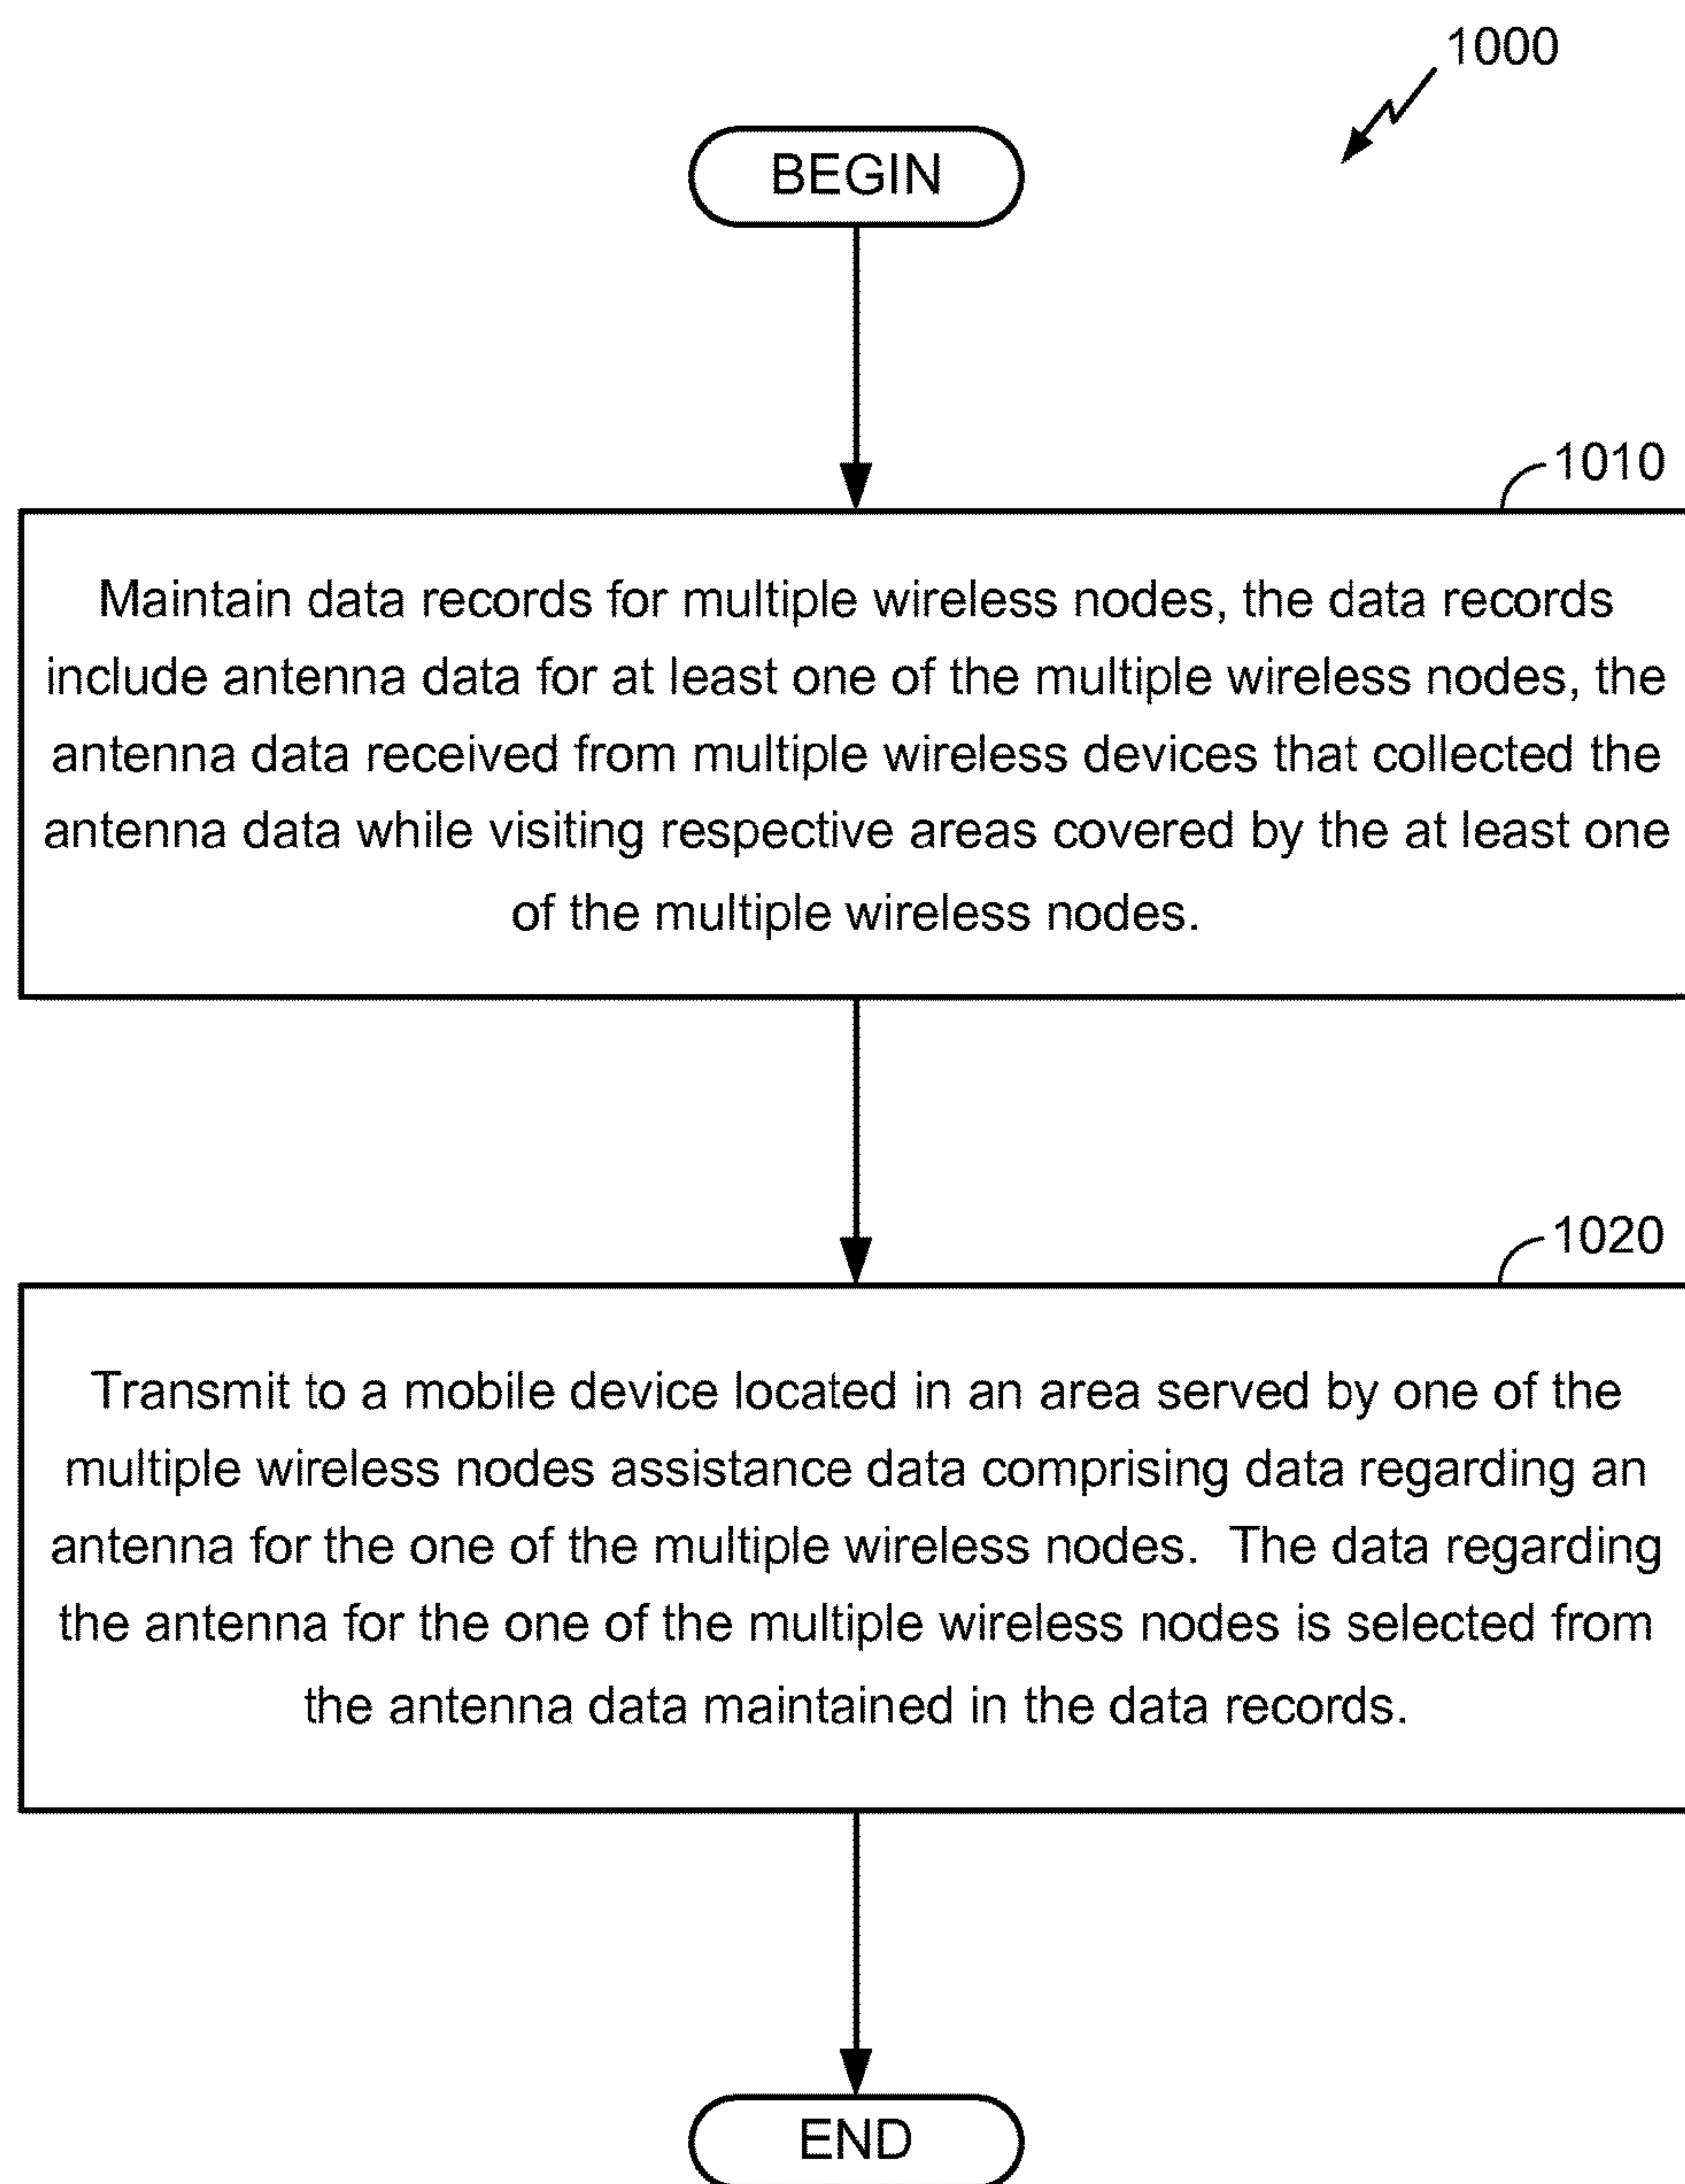 1000
BEGIN
1010
Maintain data records for multiple wireless nodes, the data records
include antenna data for at least one of the multiple wireless nodes, the
antenna data received from multiple wireless devices that collected the
antenna data while visiting respective areas covered by the at least one
of the multiple wireless nodes.
1020
Transmit to a mobile device located in an area served by one of the
multiple wireless nodes assistance data comprising data regarding an
antenna for the one of the multiple wireless nodes.  The data regarding
the antenna for the one of the multiple wireless nodes is selected from
the antenna data maintained in the data records.
END